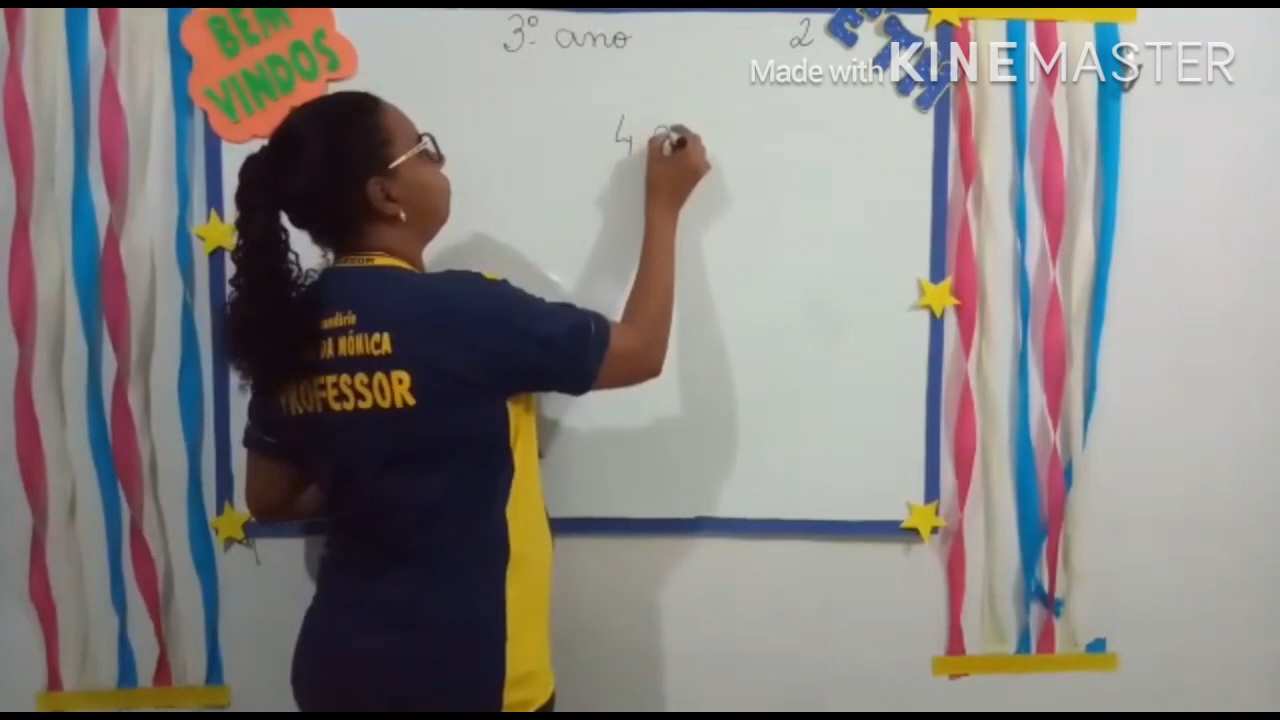 BEM
VINDOS
3º ano 2
Made with KINEMASTER
4
DA MÔNICA
PROFESSOR